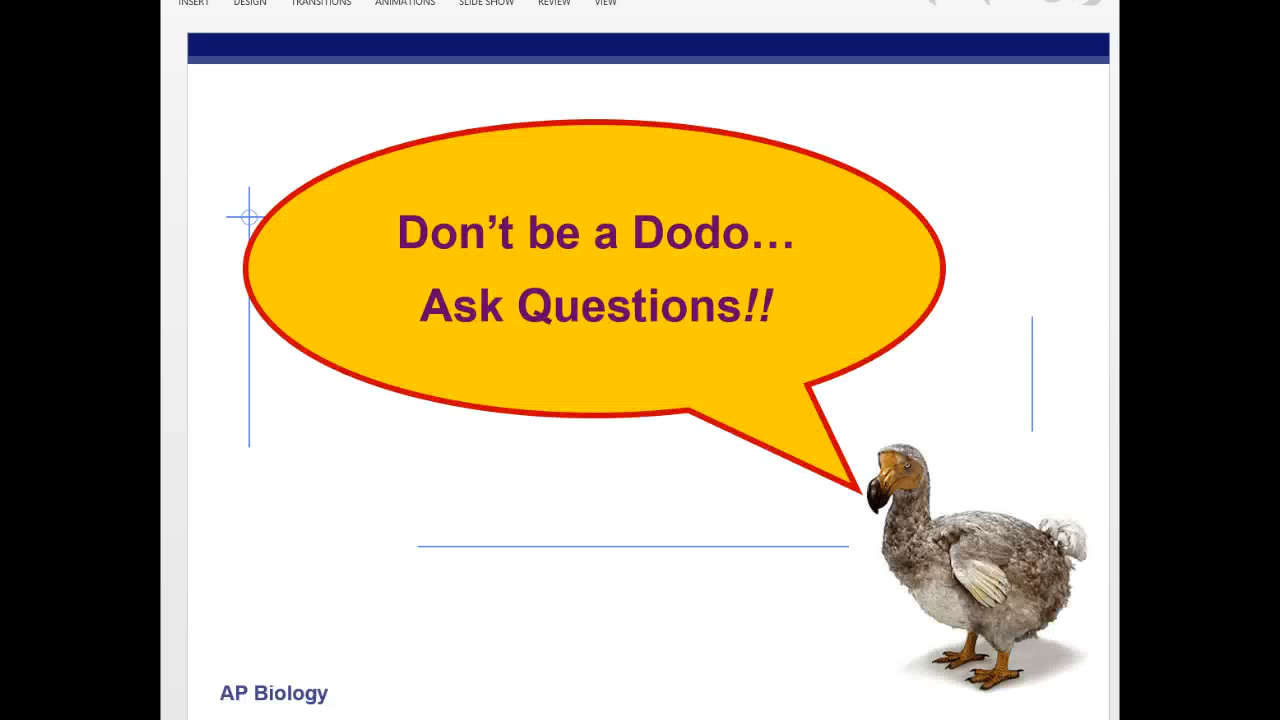 INSERT DESIGN TRANSITIONS ANIMATIONS SLIDE SHOW REVIEW VIEW
Don’t be a Dodo…
Ask Questions!!
AP Biology